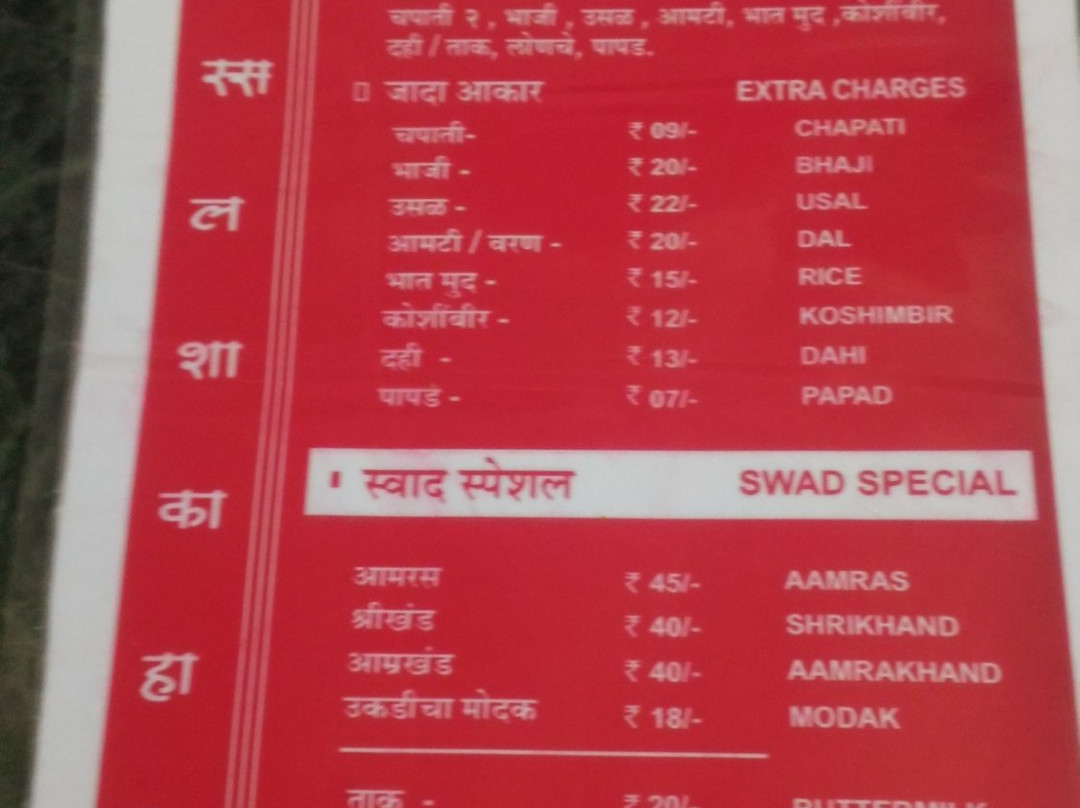 चपाती २ , भाजी , उसळ , आमटी, भात मुद ,कोशींबीर,
दही / ताक, लोणचे, पापड.
जादा आकार EXTRA CHARGES
चपाती- ₹ 09/- CHAPATI
भाजी - ₹ 20/- BHAJI
उसळ - ₹ 22/- USAL
आमटी / वरण - ₹ 20/- DAL
भात मुद - ₹ 15/- RICE
कोशींबीर - ₹ 12/- KOSHIMBIR
दही - ₹ 13/- DAHI
पापडं - ₹ 07/- PAPAD
स्वाद स्पेशल SWAD SPECIAL
आमरस ₹ 45/- AAMRAS
श्रीखंड ₹ 40/- SHRIKHAND
आम्रखंड ₹ 40/- AAMRAKHAND
उकडीचा मोदक ₹ 18/- MODAK
ताक - ₹ 20/- BUTTERMILK
स्स
ल
शा
का
हा